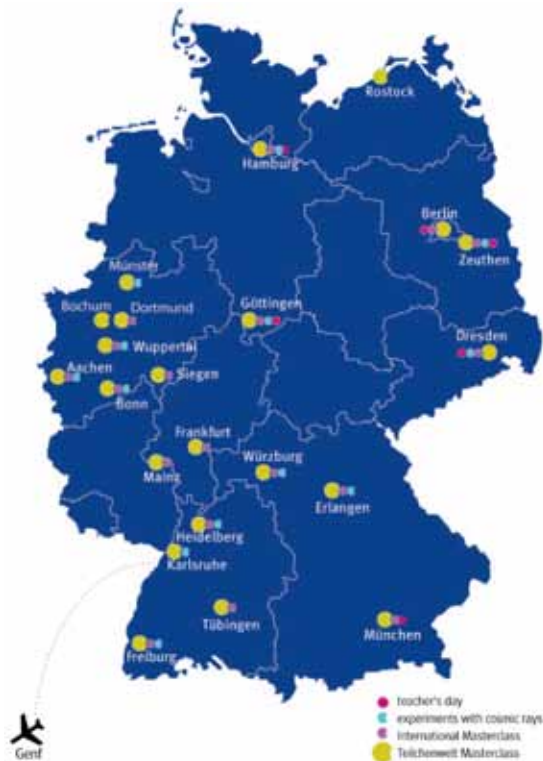 Rostock
Hamburg
Berlin
Zeuthen
Münster
Bochum
Dortmund
Göttingen
Wuppertal
Dresden
Aachen
Siegen
Bonn
Frankfurt
Würzburg
Mainz
Erlangen
Heidelberg
Karlsruhe
Tübingen
München
Freiburg
teacher's day
experiments with cosmic rays
International Masterclass
Teilchenwelt Masterclass
Genf